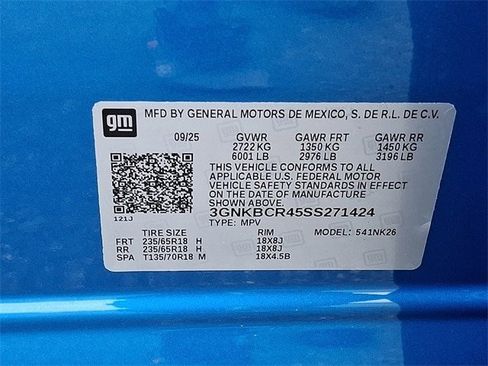 gm MFD BY GENERAL MOTORS DE MEXICO, S. DE R.L. DE C.V.
09/25 GVWR GAWR FRT GAWR RR
2722 KG 1350 KG 1450 KG
6001 LB 2976 LB 3196 LB
THIS VEHICLE CONFORMS TO ALL
APPLICABLE U.S. FEDERAL MOTOR
VEHICLE SAFETY STANDARDS IN EFFECT
ON THE DATE OF MANUFACTURE
SHOWN ABOVE.
3GNKBCR45SS271424
121J TYPE: MPV
TIRE SIZE RIM MODEL: 541NK26
FRT 235/65R18 H 18X8J
RR 235/65R18 H 18X8J
SPA T135/70R18 M 18X4.5B